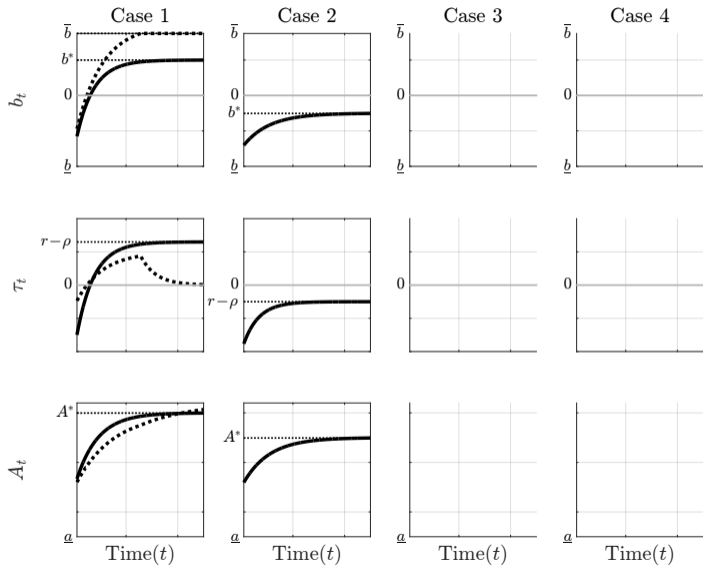 Case 1 Case 2 Case 3 Case 4
b̅ b̅ b̅ b̅
b*
0 0 0 0
b*
b̲ b̲ b̲ b̲
b_t
r−ρ
0 0 0 0
r−ρ
τ_t
A*
A*
A_t
a̲ a̲ a̲ a̲
Time(t) Time(t) Time(t) Time(t)